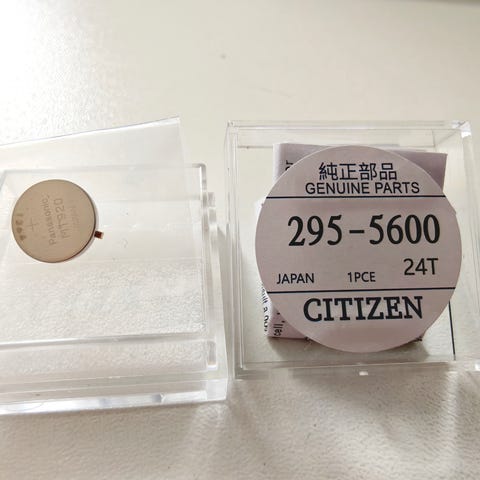 +
Panasonic
MT920
純正部品
GENUINE PARTS
295-5600
JAPAN 1PCE 24T
CITIZEN